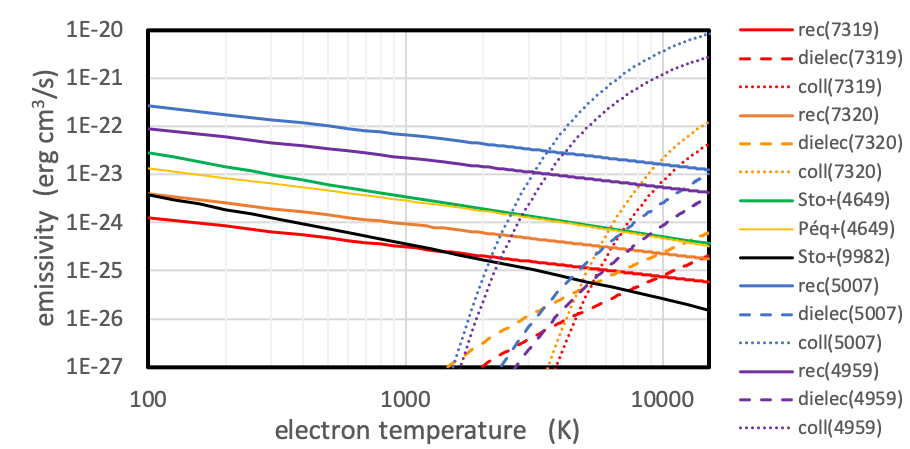 1E-20
1E-21
1E-22
1E-23
1E-24
1E-25
1E-26
1E-27
emissivity (erg cm³/s)
100
1000
10000
electron temperature (K)
rec(7319)
dielec(7319)
coll(7319)
rec(7320)
dielec(7320)
coll(7320)
Sto+(4649)
Péq+(4649)
Sto+(9982)
rec(5007)
dielec(5007)
coll(5007)
rec(4959)
dielec(4959)
coll(4959)